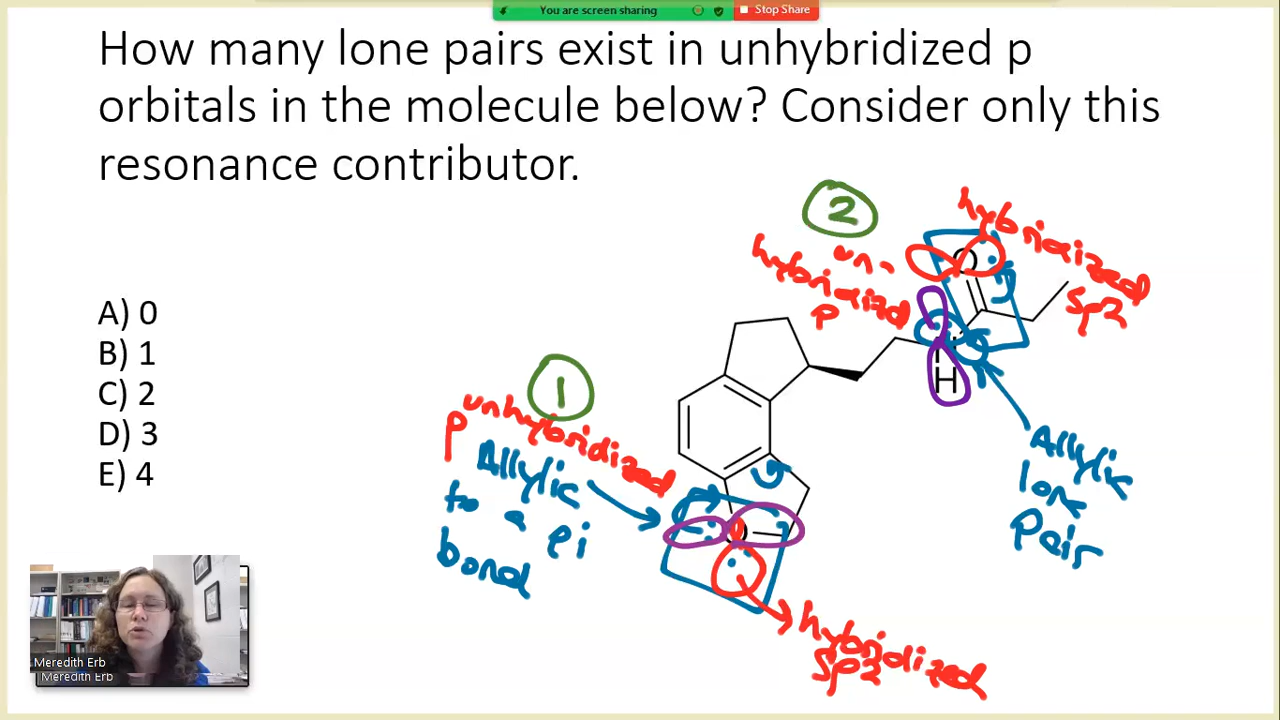 You are screen sharing
Stop Share
How many lone pairs exist in unhybridized p
orbitals in the molecule below? Consider only this
resonance contributor.
A) 0
B) 1
C) 2
D) 3
E) 4
2
un-
hybridized
p
hybridized
sp2
O
H
1
unhybridized
p
Allylic
to a
pi
bond
O
hybridized
sp2
Allylic
lone
pair
Meredith Erb
Meredith Erb